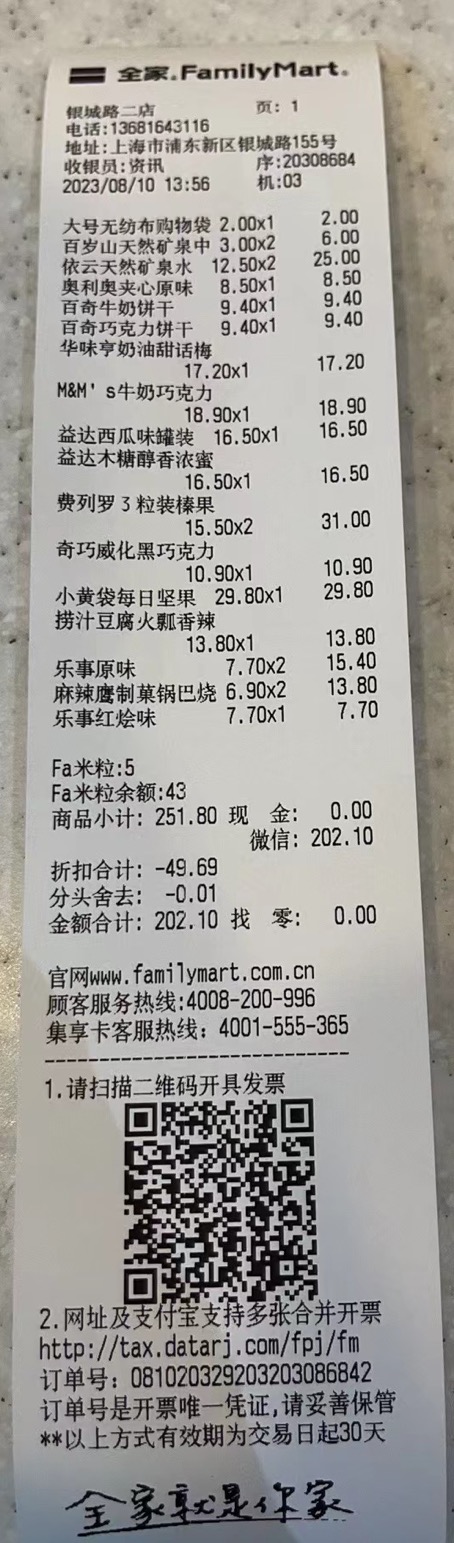 全家.FamilyMart.
银城路二店 页: 1
电话:13681643116
地址:上海市浦东新区银城路155号
收银员:资讯 序:20308684
2023/08/10 13:56 机:03
大号无纺布购物袋 2.00x1 2.00
百岁山天然矿泉中 3.00x2 6.00
依云天然矿泉水 12.50x2 25.00
奥利奥夹心原味 8.50x1 8.50
百奇牛奶饼干 9.40x1 9.40
百奇巧克力饼干 9.40x1 9.40
华味亨奶油甜话梅
17.20x1 17.20
M&M's牛奶巧克力
18.90x1 18.90
益达西瓜味罐装 16.50x1 16.50
益达木糖醇香浓蜜
16.50x1 16.50
费列罗3粒装榛果
15.50x2 31.00
奇巧威化黑巧克力
10.90x1 10.90
小黄袋每日坚果 29.80x1 29.80
捞汁豆腐火瓢香辣
13.80x1 13.80
乐事原味 7.70x2 15.40
麻辣鹰制菓锅巴烧 6.90x2 13.80
乐事红烩味 7.70x1 7.70
Fa米粒:5
Fa米粒余额:43
商品小计: 251.80 现 金: 0.00
微信: 202.10
折扣合计: -49.69
分头舍去: -0.01
金额合计: 202.10 找 零: 0.00
官网www.familymart.com.cn
顾客服务热线:4008-200-996
集享卡客服热线: 4001-555-365
1.请扫描二维码开具发票
2.网址及支付宝支持多张合并开票
http://tax.datarj.com/fpj/fm
订单号: 081020329203203086842
订单号是开票唯一凭证,请妥善保管
**以上方式有效期为交易日起30天
全家就是你家